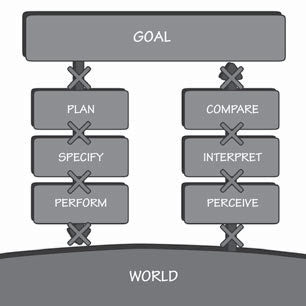 GOAL
PLAN
COMPARE
SPECIFY
INTERPRET
PERFORM
PERCEIVE
WORLD